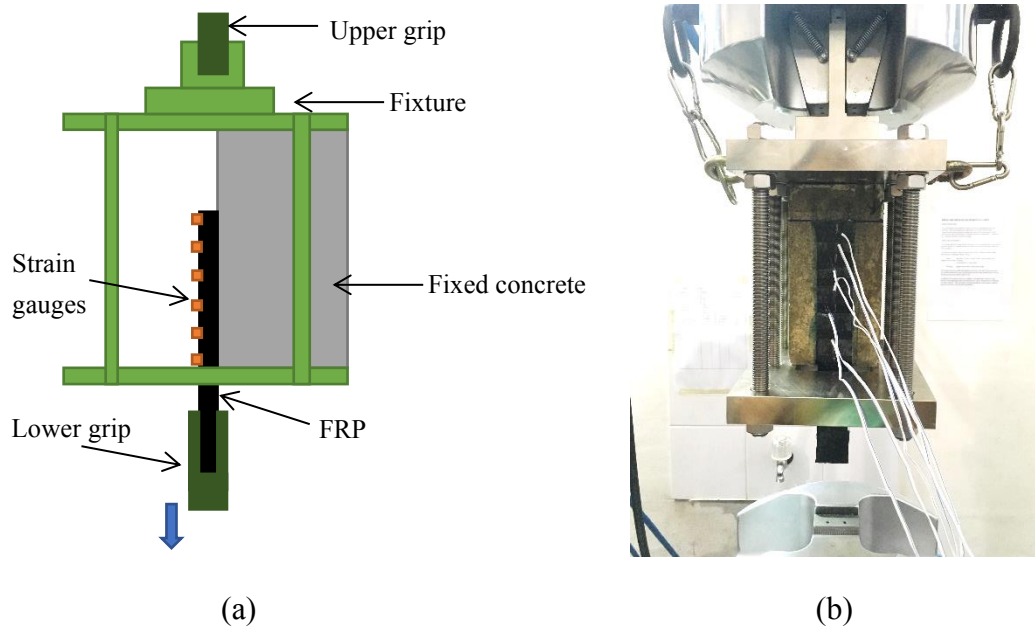 Upper grip
Fixture
Strain
gauges
Fixed concrete
Lower grip
FRP
(a)
(b)